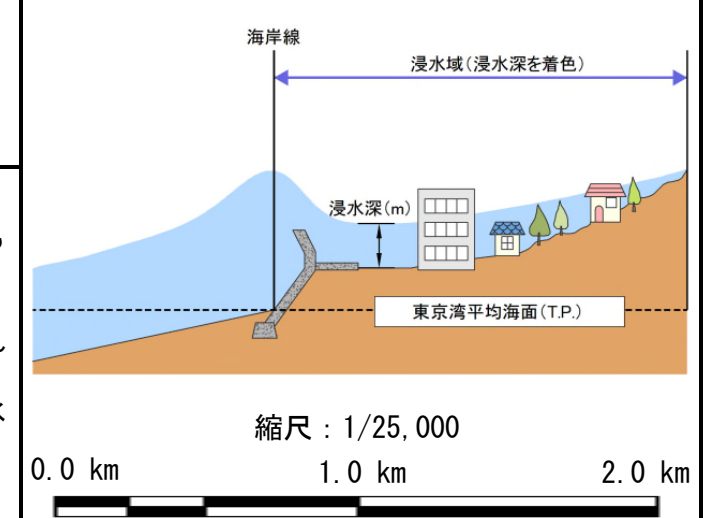 海岸線
浸水域(浸水深を着色)
浸水深(m)
東京湾平均海面(T.P.)
縮尺：1/25,000
0.0 km 1.0 km 2.0 km